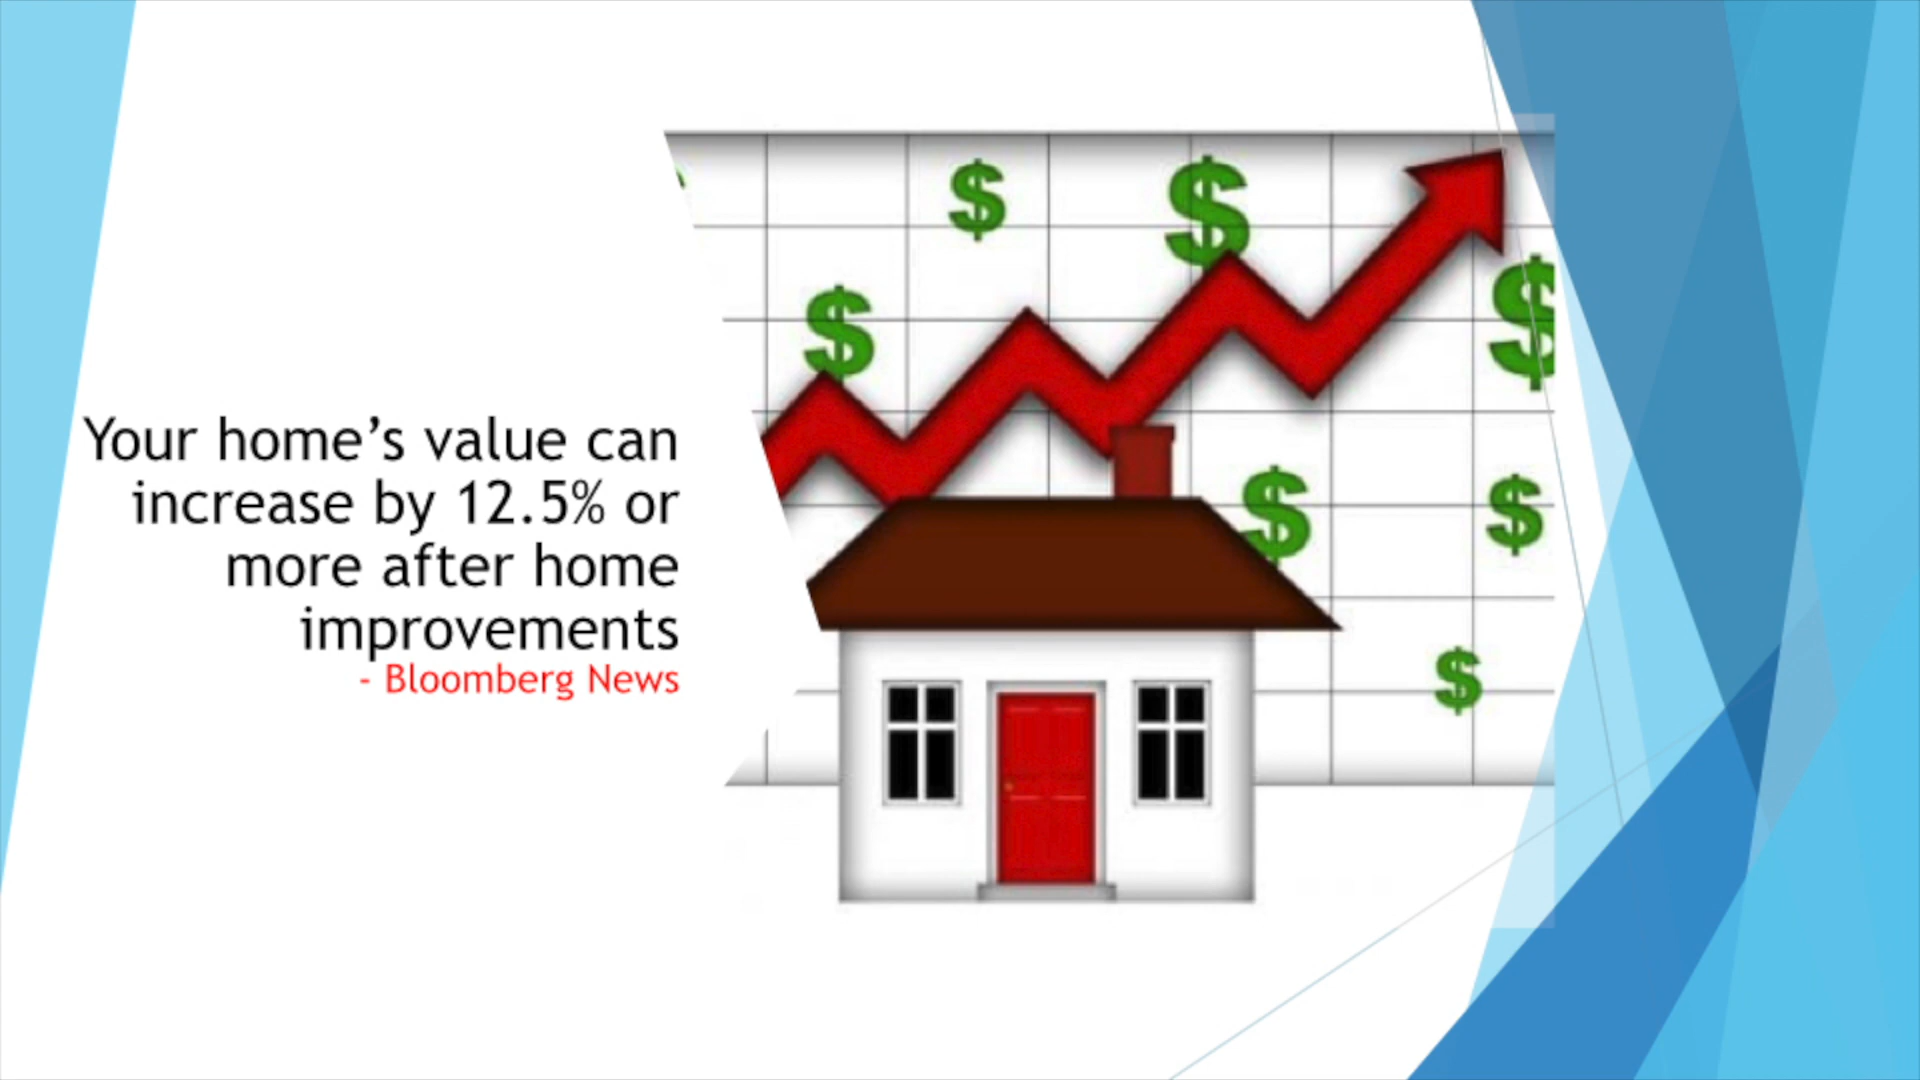 Your home’s value can
increase by 12.5% or
more after home
improvements
- Bloomberg News
$
$
$
$
$
$
$